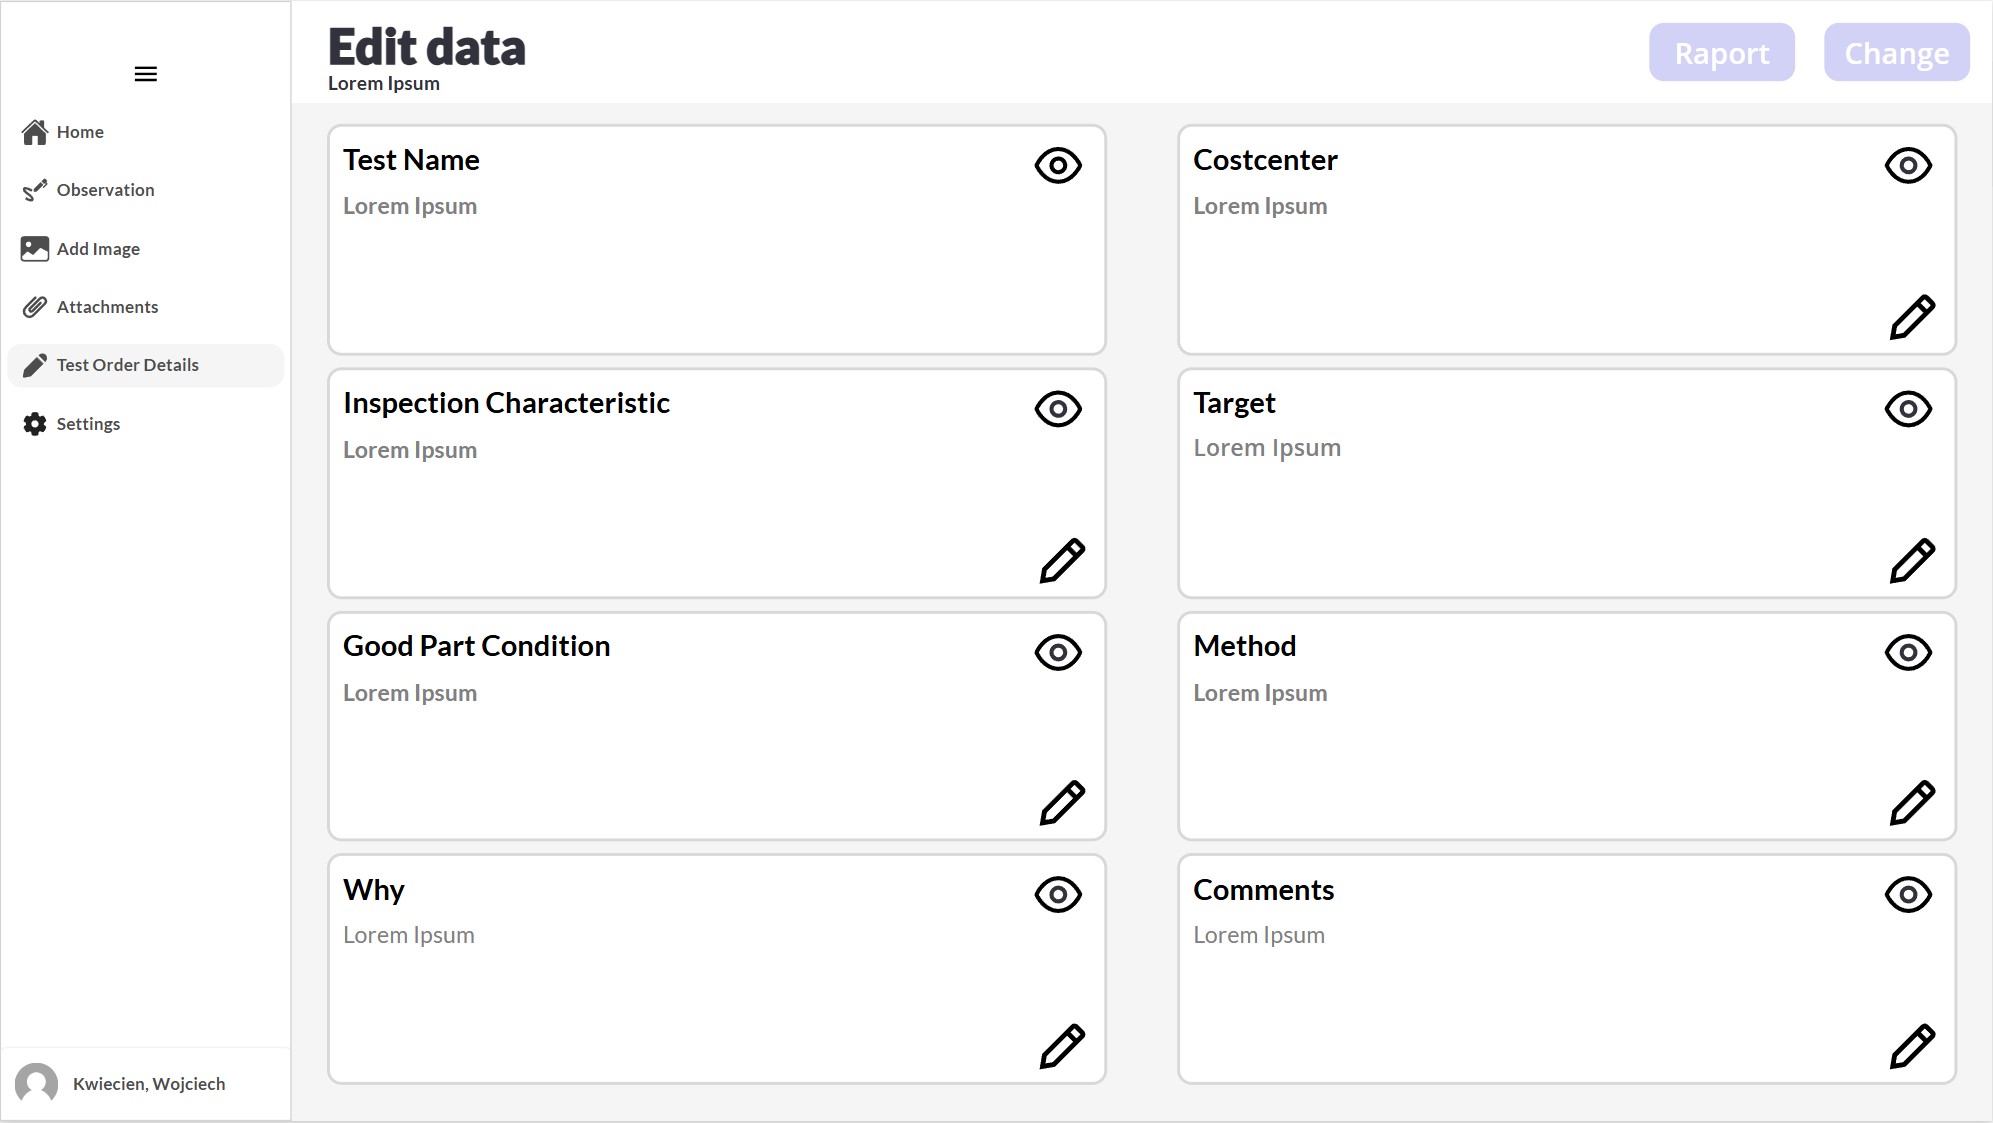 Home
Observation
Add Image
Attachments
Test Order Details
Settings
Kwiecien, Wojciech
Edit data
Lorem Ipsum
Raport
Change
Test Name
Lorem Ipsum
Costcenter
Lorem Ipsum
Inspection Characteristic
Lorem Ipsum
Target
Lorem Ipsum
Good Part Condition
Lorem Ipsum
Method
Lorem Ipsum
Why
Lorem Ipsum
Comments
Lorem Ipsum